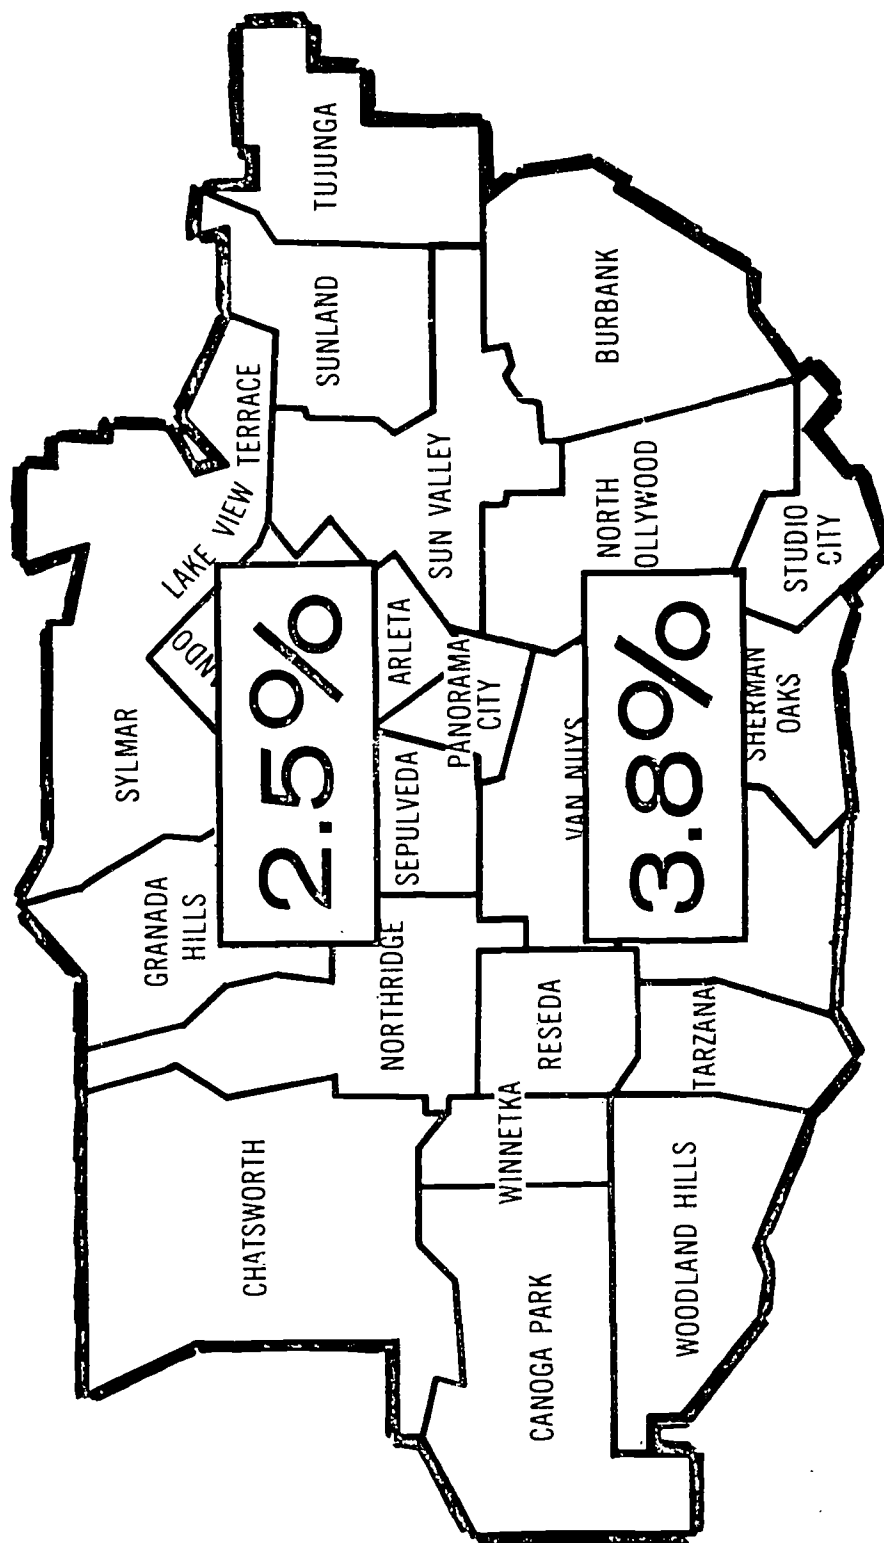 SYLMAR
GRANADA
HILLS
CHATSWORTH
LAKE VIEW TERRACE
NDO
TUJUNGA
SUNLAND
2.5%
SUN VALLEY
ARLETA
PANORAMA
CITY
SEPULVEDA
NORTHRIDGE
BURBANK
NORTH
OLLYWOOD
VAN NUYS
RESEDA
WINNETKA
CANOGA PARK
3.8%
STUDIO
CITY
SHERMAN
OAKS
TARZANA
WOODLAND HILLS